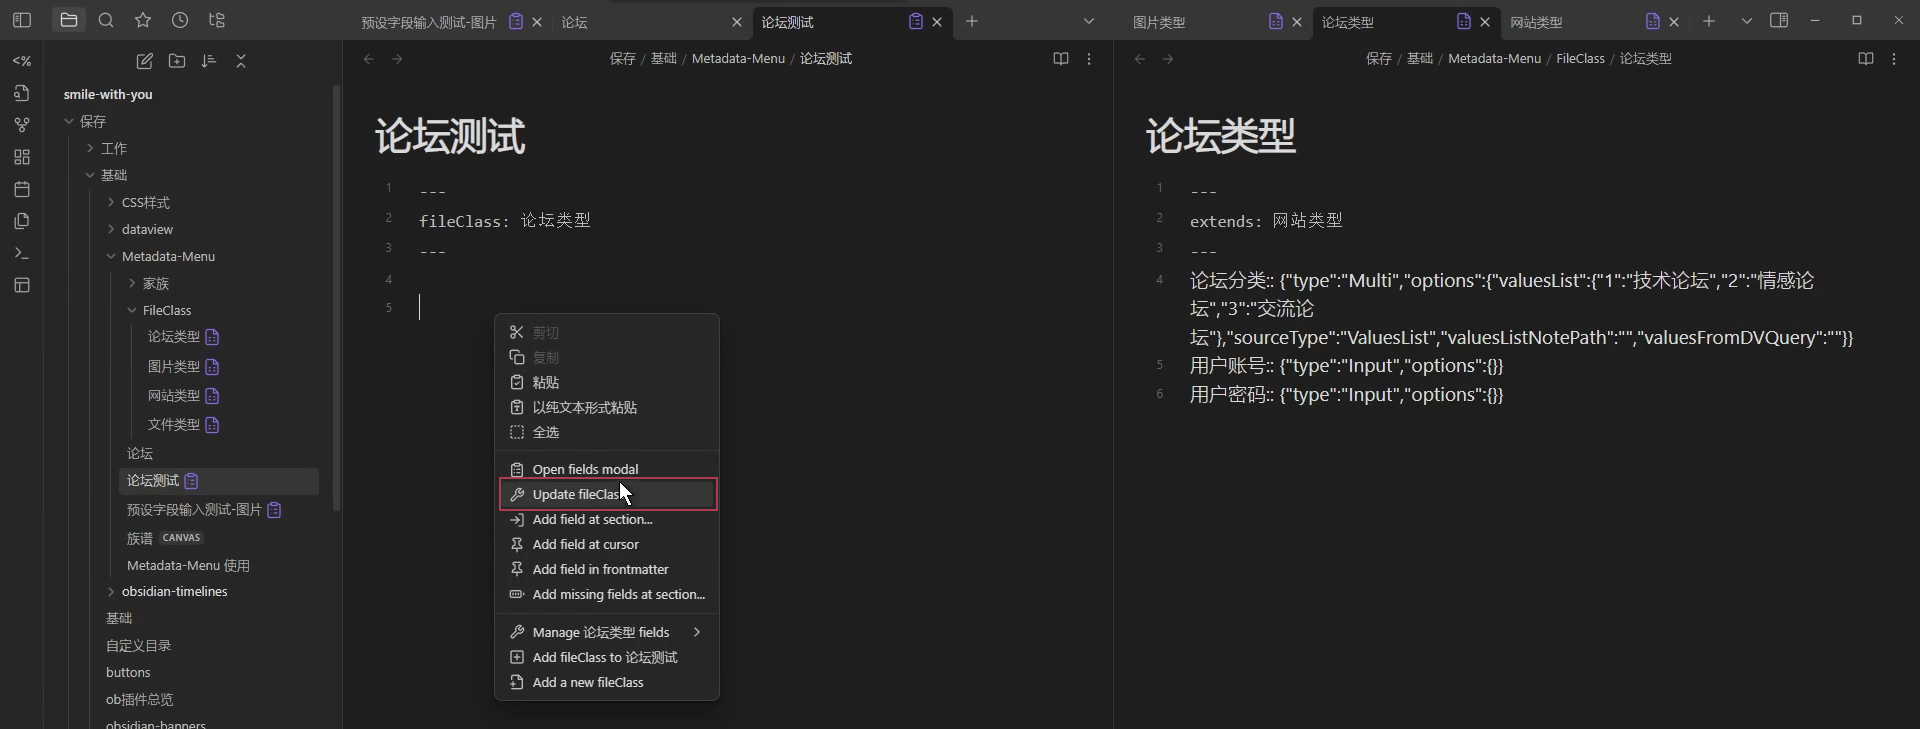 预设字段输入测试-图片
论坛
论坛测试
图片类型
论坛类型
网站类型
<%
smile-with-you
保存
工作
基础
CSS样式
dataview
Metadata-Menu
家族
FileClass
论坛类型
图片类型
网站类型
文件类型
论坛
论坛测试
预设字段输入测试-图片
族谱 CANVAS
Metadata-Menu 使用
obsidian-timelines
基础
自定义目录
buttons
ob插件总览
obsidian-banners
保存 / 基础 / Metadata-Menu / 论坛测试
论坛测试
1 ---
2 fileClass: 论坛类型
3 ---
4
5
剪切
复制
粘贴
以纯文本形式粘贴
全选
Open fields modal
Update fileClas
Add field at section...
Add field at cursor
Add field in frontmatter
Add missing fields at section...
Manage 论坛类型 fields
Add fileClass to 论坛测试
Add a new fileClass
保存 / 基础 / Metadata-Menu / FileClass / 论坛类型
论坛类型
1 ---
2 extends: 网站类型
3 ---
4 论坛分类:: {"type":"Multi","options":{"valuesList":{"1":"技术论坛","2":"情感论
坛","3":"交流论
坛"},"sourceType":"ValuesList","valuesListNotePath":"","valuesFromDVQuery":""}}
5 用户账号:: {"type":"Input","options":{}}
6 用户密码:: {"type":"Input","options":{}}